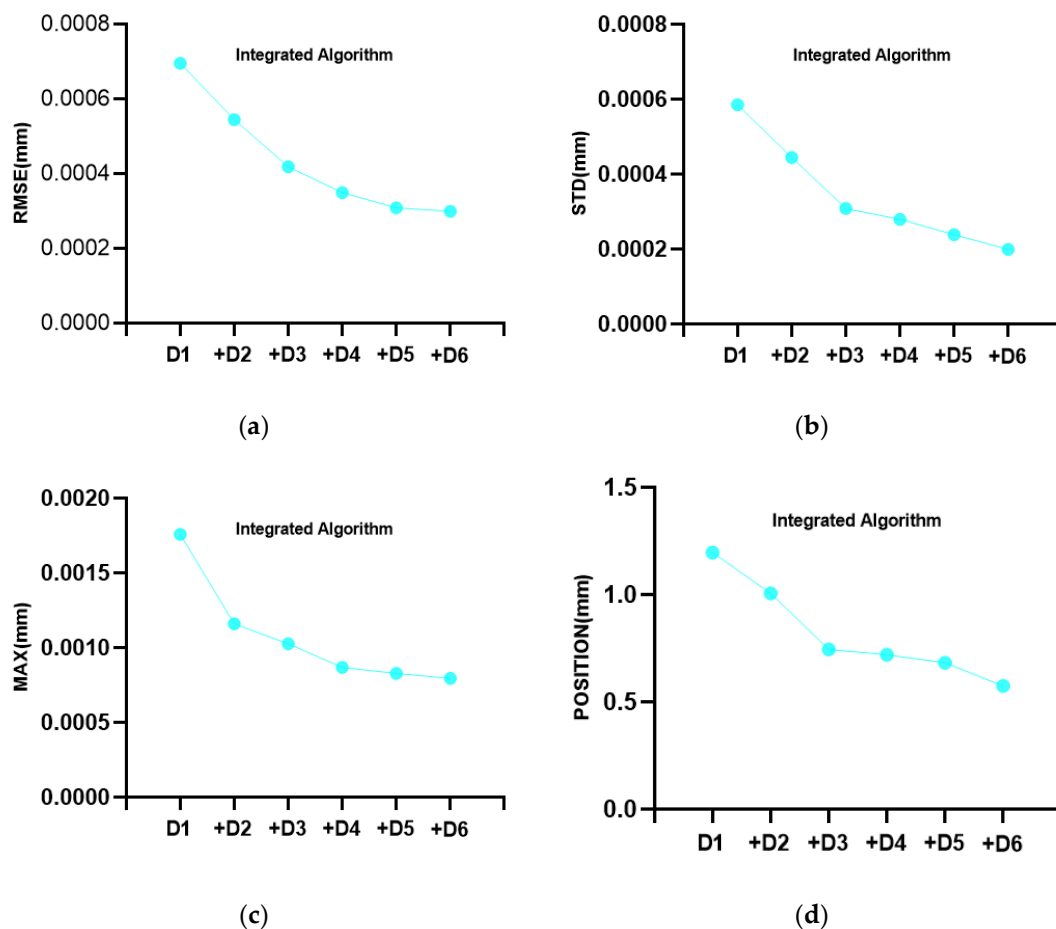 0.0008
0.0006
0.0004
0.0002
0.0000
RMSE(mm)
Integrated Algorithm
D1 +D2 +D3 +D4 +D5 +D6
(a)
0.0008
0.0006
0.0004
0.0002
0.0000
STD(mm)
Integrated Algorithm
D1 +D2 +D3 +D4 +D5 +D6
(b)
0.0020
0.0015
0.0010
0.0005
0.0000
MAX(mm)
Integrated Algorithm
D1 +D2 +D3 +D4 +D5 +D6
(c)
1.5
1.0
0.5
0.0
POSITION(mm)
Integrated Algorithm
D1 +D2 +D3 +D4 +D5 +D6
(d)